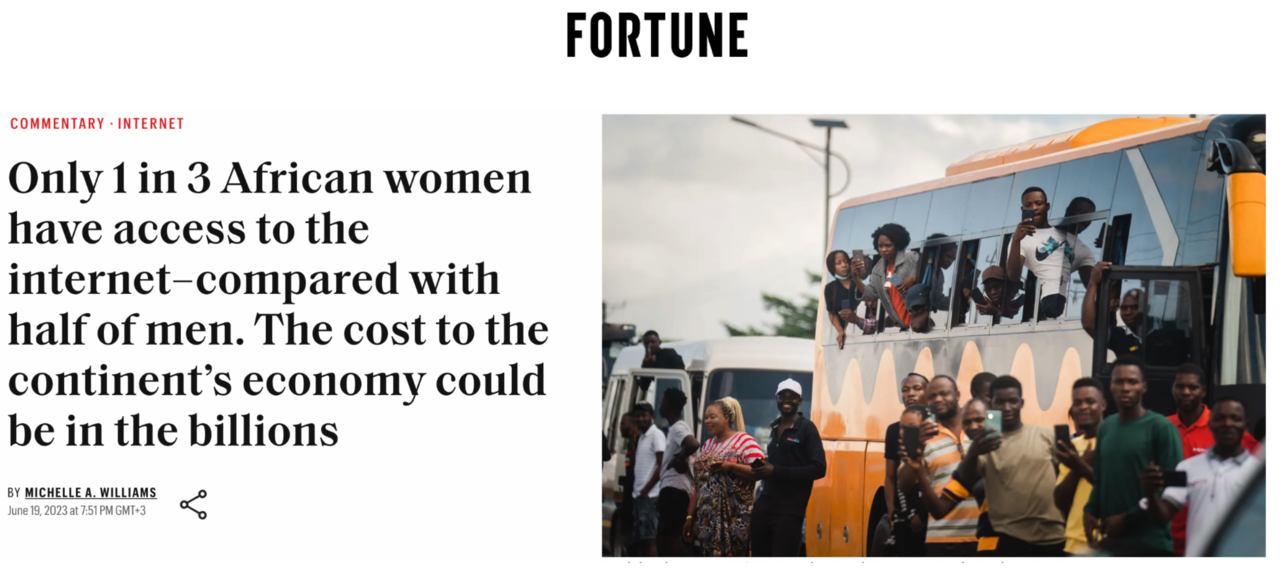 FORTUNE
COMMENTARY · INTERNET
Only 1 in 3 African women
have access to the
internet–compared with
half of men. The cost to the
continent's economy could
be in the billions
BY MICHELLE A. WILLIAMS
June 19, 2023 at 7:51 PM GMT+3